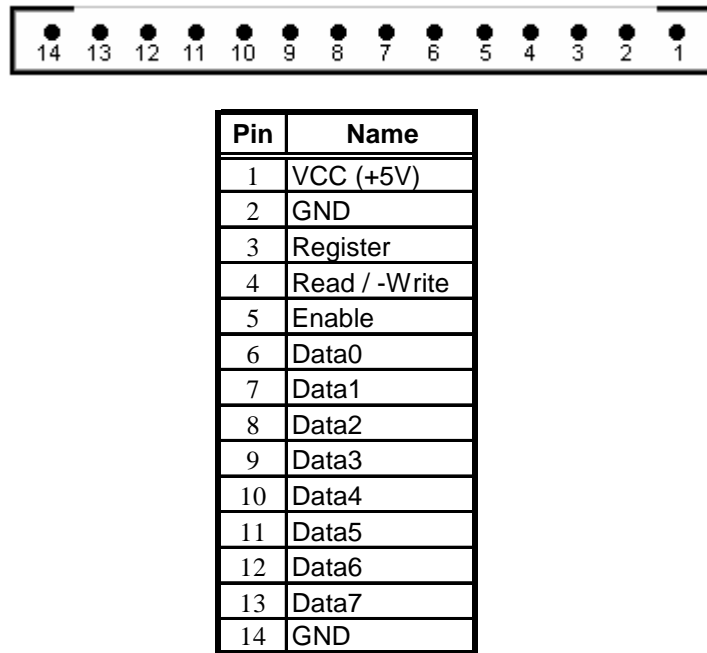 14 13 12 11 10 9 8 7 6 5 4 3 2 1
Pin Name
1 VCC (+5V)
2 GND
3 Register
4 Read / -Write
5 Enable
6 Data0
7 Data1
8 Data2
9 Data3
10 Data4
11 Data5
12 Data6
13 Data7
14 GND